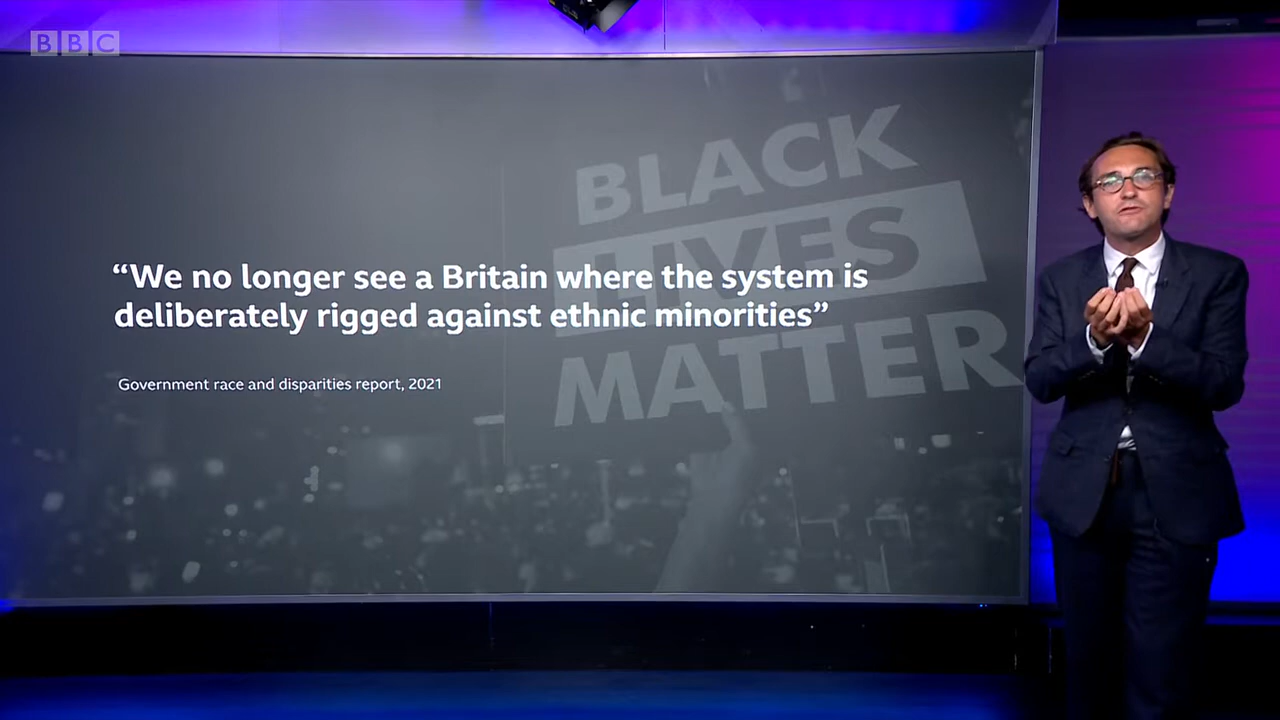 BBC
BLACK
LIVES
MATTER
“We no longer see a Britain where the system is
deliberately rigged against ethnic minorities”
Government race and disparities report, 2021